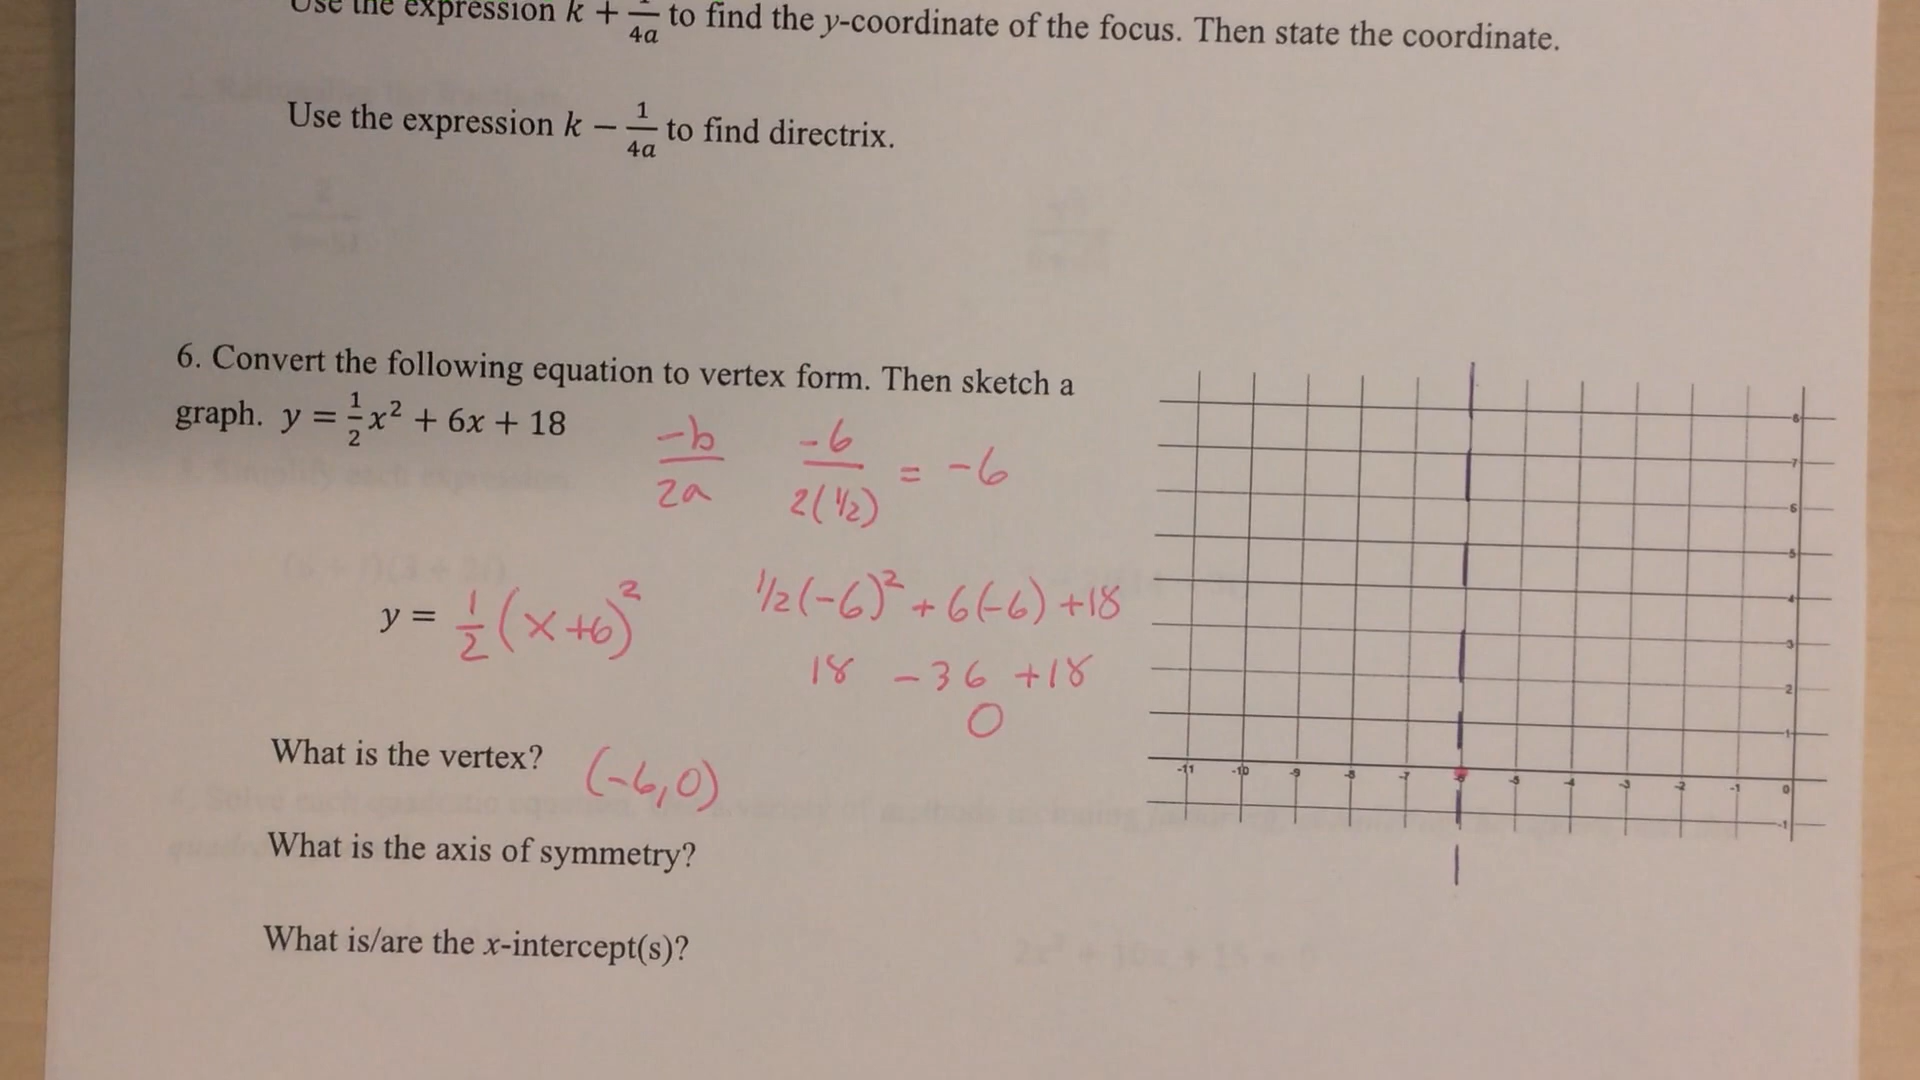 Use the expression k + 1/4a to find the y-coordinate of the focus. Then state the coordinate.
Use the expression k − 1/4a to find directrix.
6. Convert the following equation to vertex form. Then sketch a
graph. y = 1/2 x² + 6x + 18
-b/2a -6/2(1/2) = -6
y = 1/2 (x+6)²
1/2(-6)² + 6(-6) + 18
18 - 36 + 18
0
What is the vertex? (-6,0)
What is the axis of symmetry?
What is/are the x-intercept(s)?
8
7
6
5
4
3
2
1
-11 -10 -9 -8 -7 -6 -5 -4 -3 -2 -1 0
-1